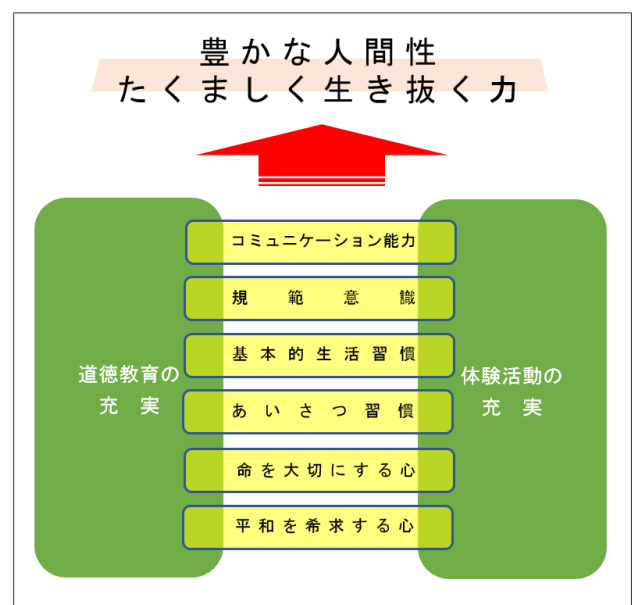 豊かな人間性
たくましく生き抜く力
コミュニケーション能力
規範意識
基本的生活習慣
あいさつ習慣
命を大切にする心
平和を希求する心
道徳教育の
充実
体験活動の
充実